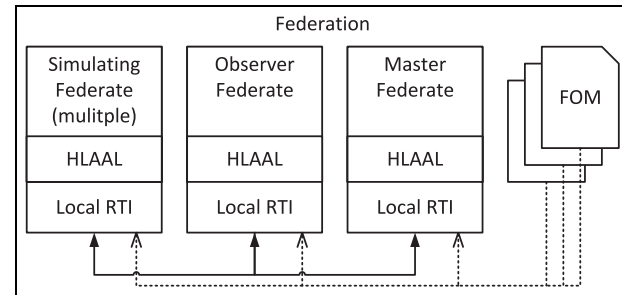 Federation
Simulating
Federate
(mulitple)
HLAAL
Local RTI
Observer
Federate
HLAAL
Local RTI
Master
Federate
HLAAL
Local RTI
FOM